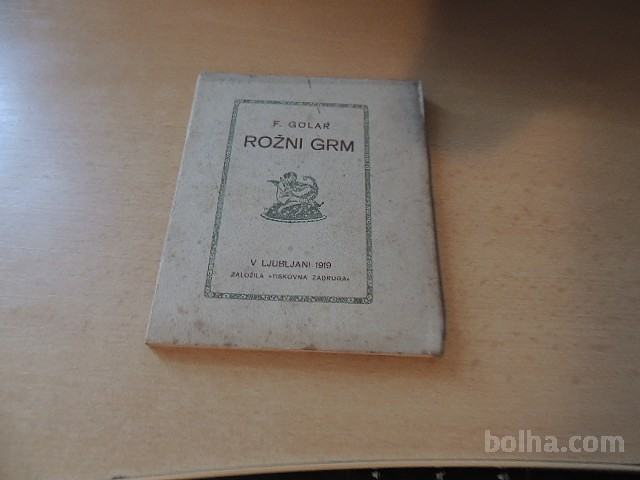 F. GOLAR
ROŽNI GRM
V LJUBLJANI 1919
ZALOŽILA »TISKOVNA ZADRUGA«
bolha.com